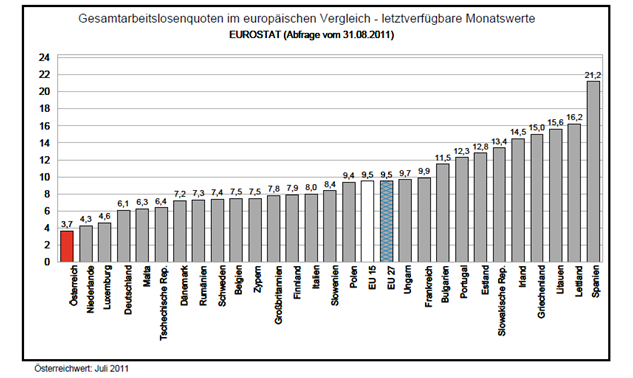 Gesamtarbeitslosenquoten im europäischen Vergleich - letztverfügbare Monatswerte
EUROSTAT (Abfrage vom 31.08.2011)
24
22
20
18
16
14
12
10
8
6
4
2
0
3,7
4,3
4,6
6,1
6,3
6,4
7,2
7,3
7,4
7,5
7,5
7,8
7,9
8,0
8,4
9,4
9,5
9,5
9,7
9,9
11,5
12,3
12,8
13,4
14,5
15,0
15,6
16,2
21,2
Österreich
Niederlande
Luxemburg
Deutschland
Malta
Tschechische Rep.
Dänemark
Rumänien
Schweden
Belgien
Zypern
Großbritannien
Finnland
Italien
Slowenien
Polen
EU 15
EU 27
Ungarn
Frankreich
Bulgarien
Portugal
Estland
Slowakische Rep.
Irland
Griechenland
Litauen
Lettland
Spanien
Österreichwert: Juli 2011